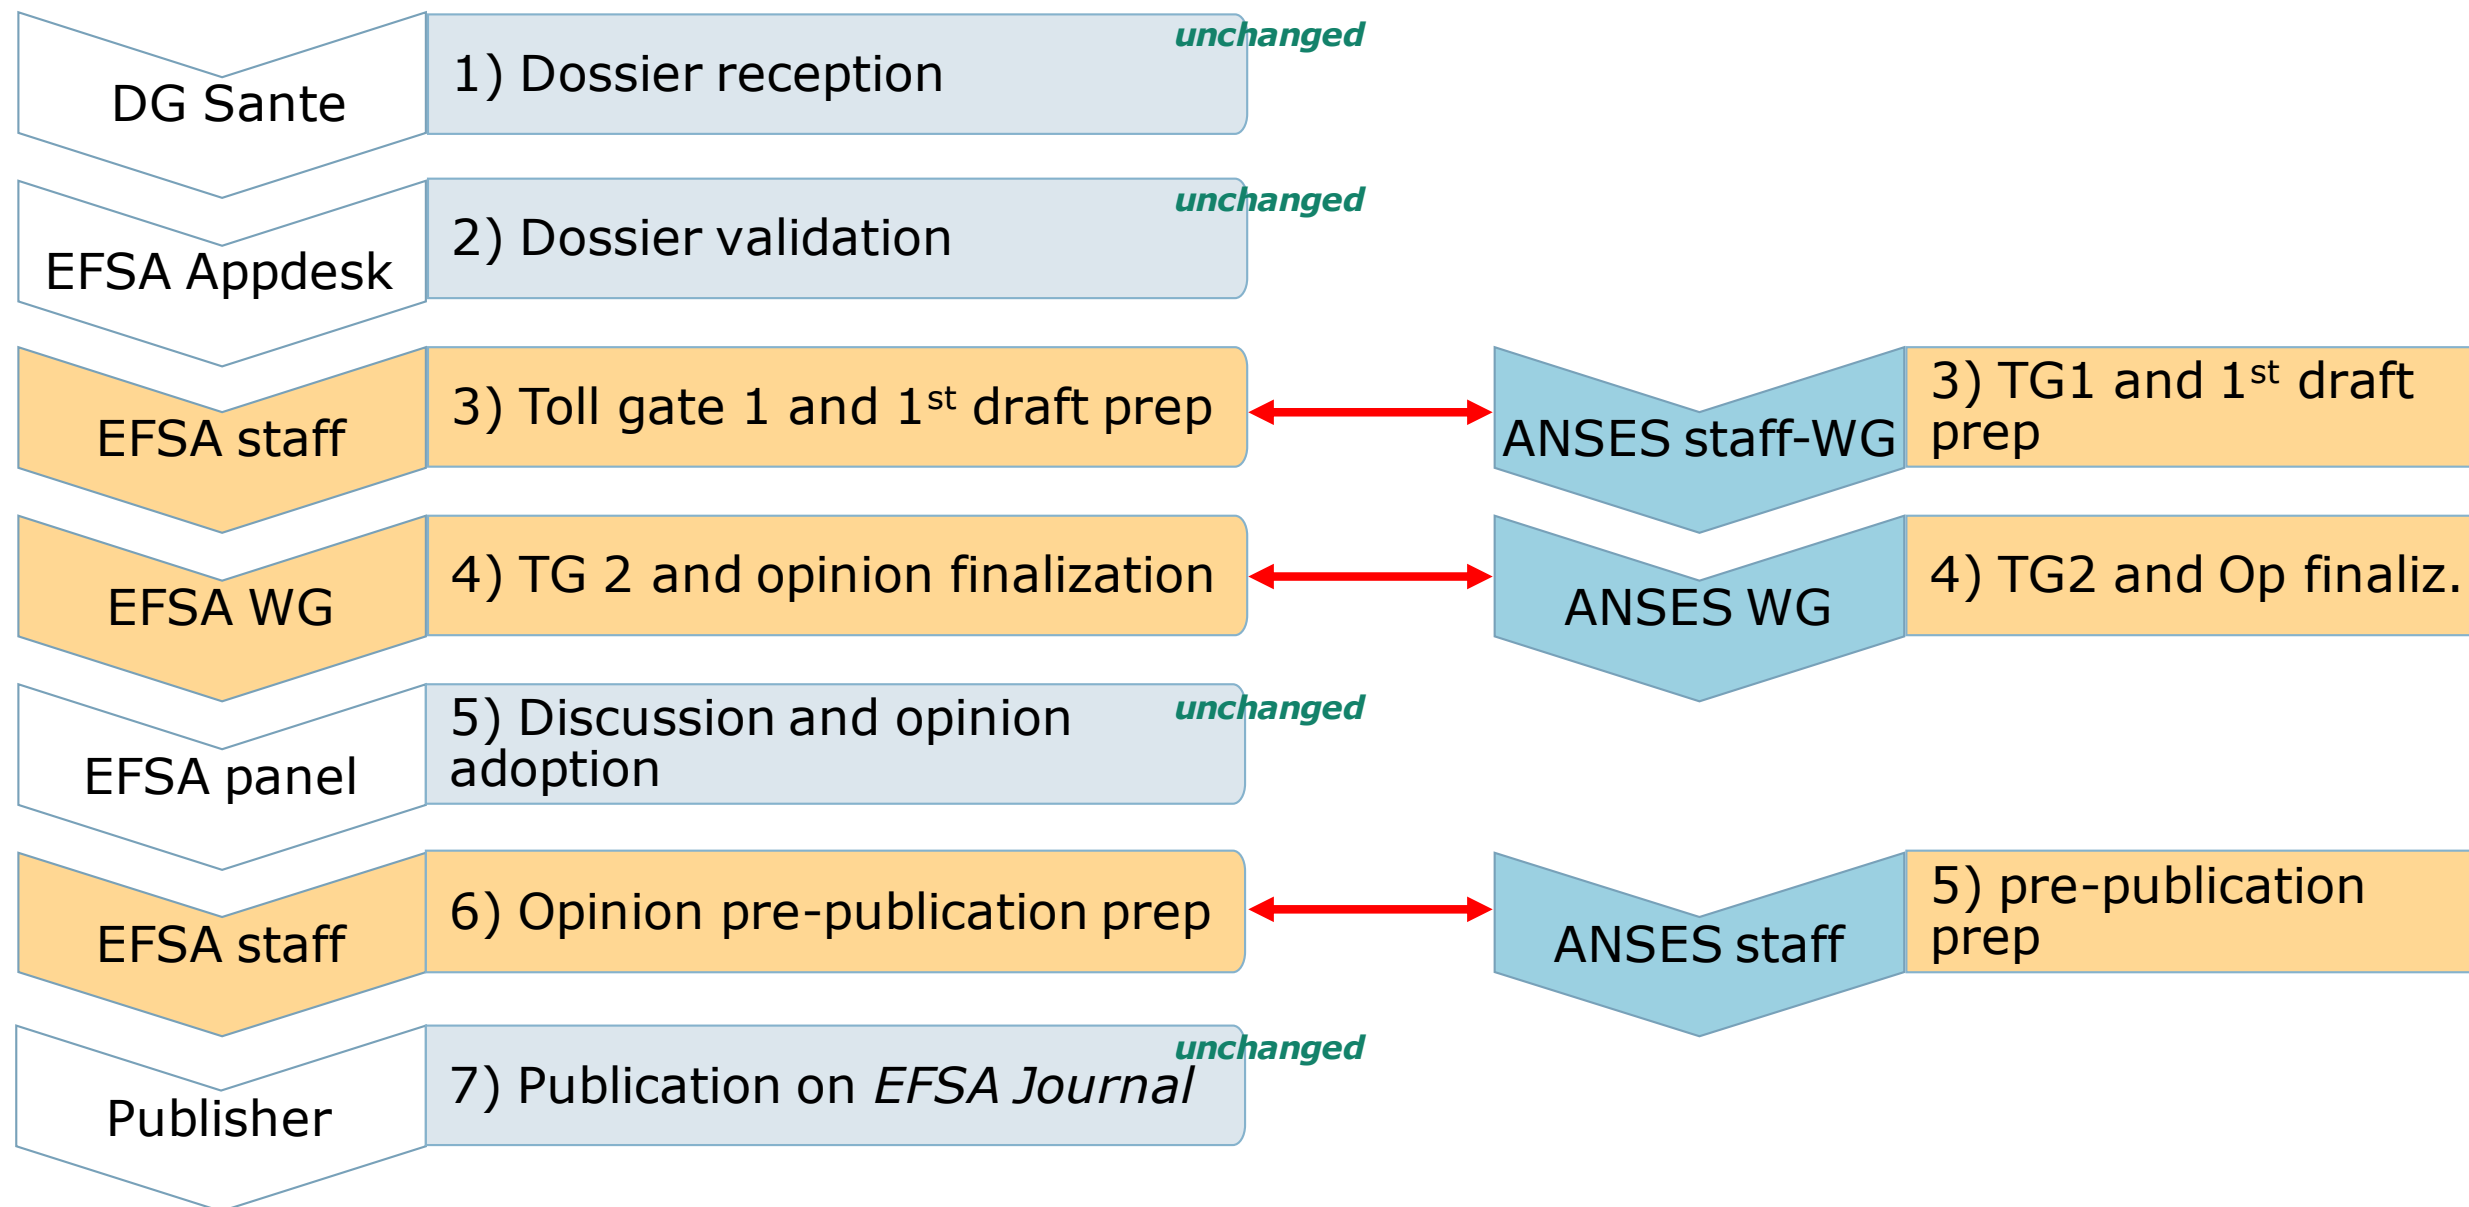 unchanged
DG Sante
1) Dossier reception
unchanged
EFSA Appdesk
2) Dossier validation
EFSA staff
3) Toll gate 1 and 1st draft prep
ANSES staff-WG
3) TG1 and 1st draft
prep
EFSA WG
4) TG 2 and opinion finalization
ANSES WG
4) TG2 and Op finaliz.
unchanged
EFSA panel
5) Discussion and opinion
adoption
EFSA staff
6) Opinion pre-publication prep
ANSES staff
5) pre-publication
prep
unchanged
Publisher
7) Publication on EFSA Journal